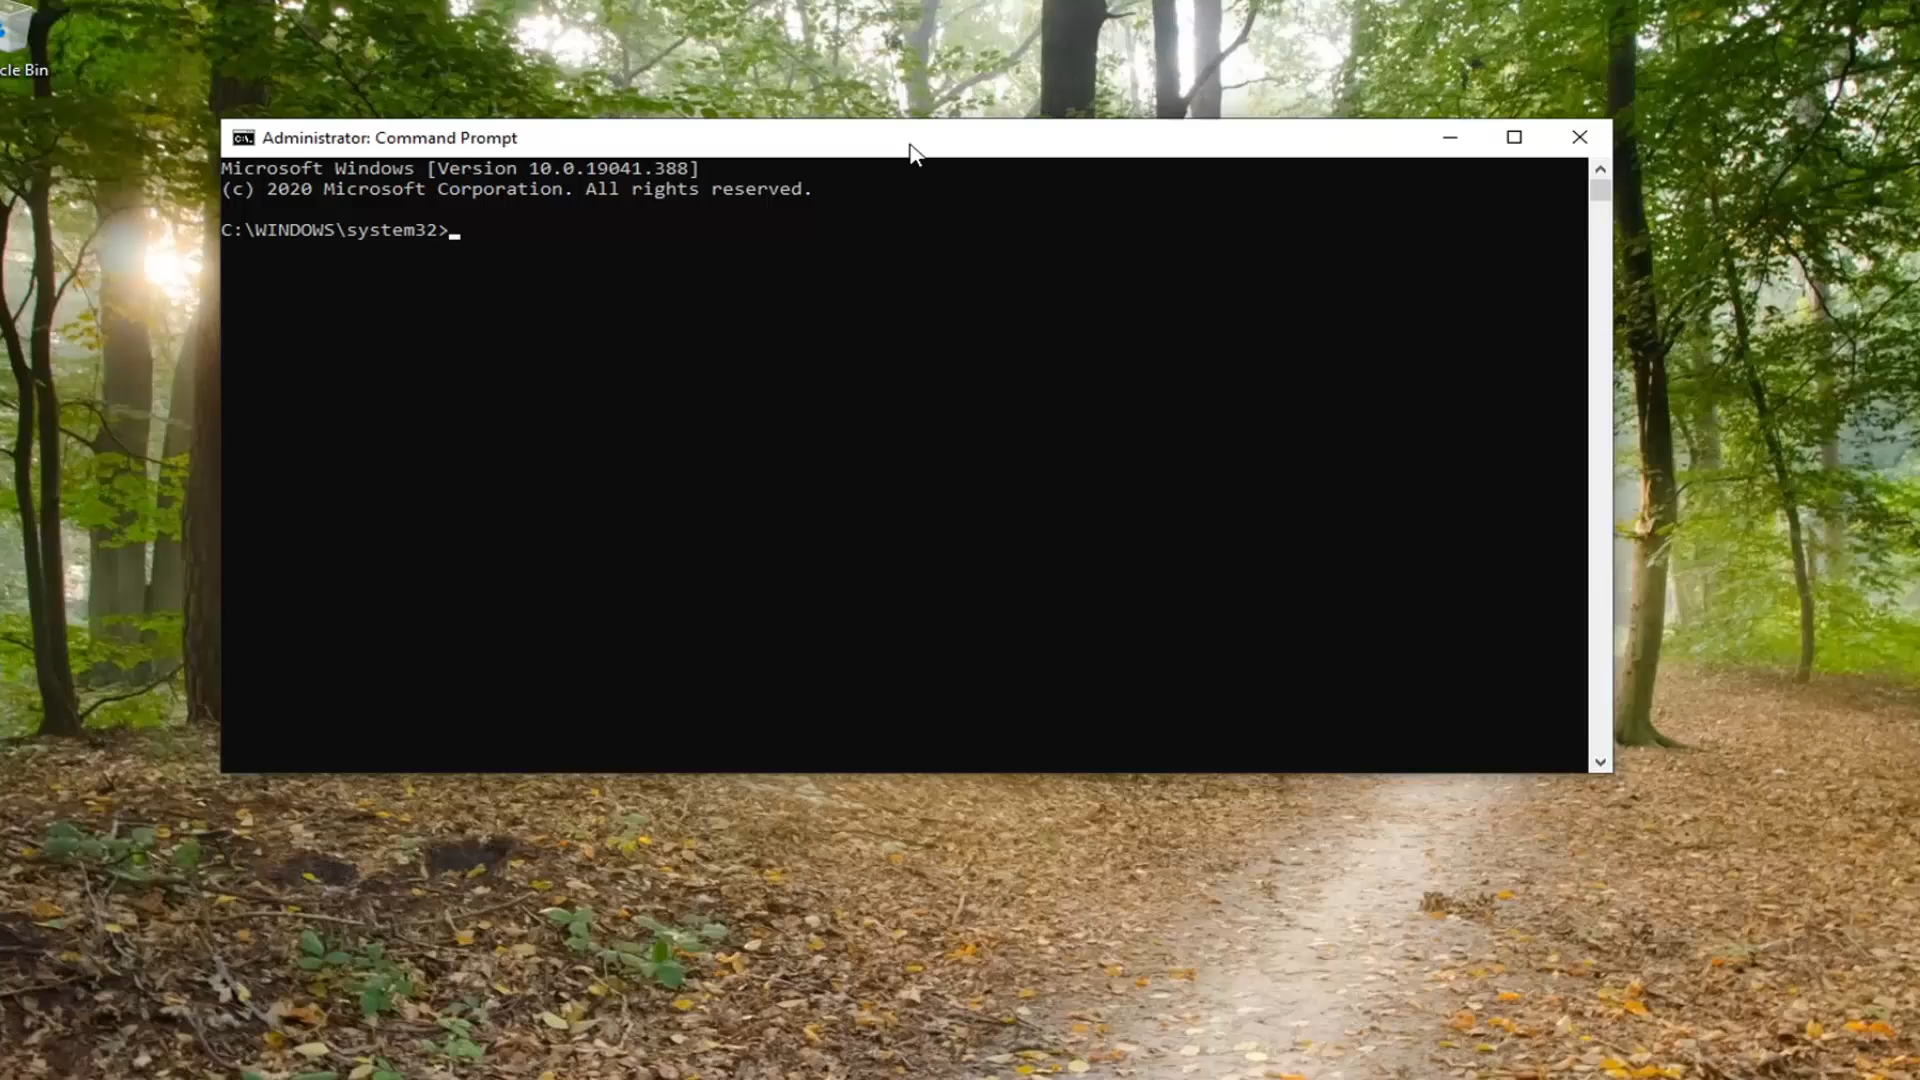 cle Bin
Administrator: Command Prompt
Microsoft Windows [Version 10.0.19041.388]
(c) 2020 Microsoft Corporation. All rights reserved.
C:\WINDOWS\system32>